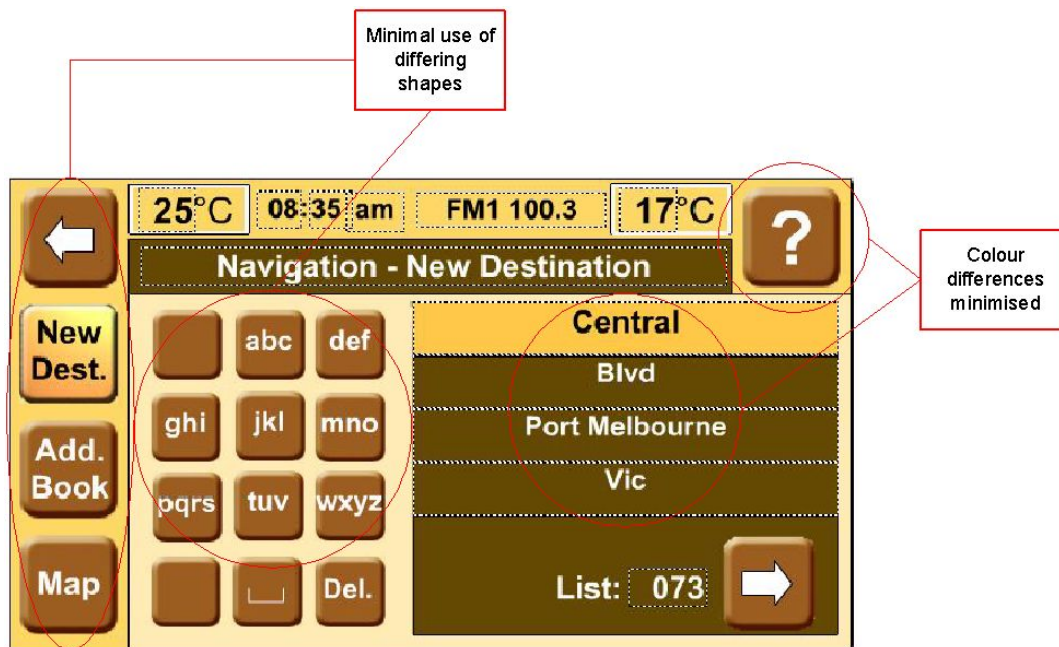 Minimal use of
differing
shapes
25°C 08:35 am FM1 100.3 17°C
?
Navigation - New Destination
Colour
differences
minimised
New
Dest.
Add.
Book
Map
abc def
ghi jkl mno
pqrs tuv wxyz
Del.
Central
Blvd
Port Melbourne
Vic
List: 073